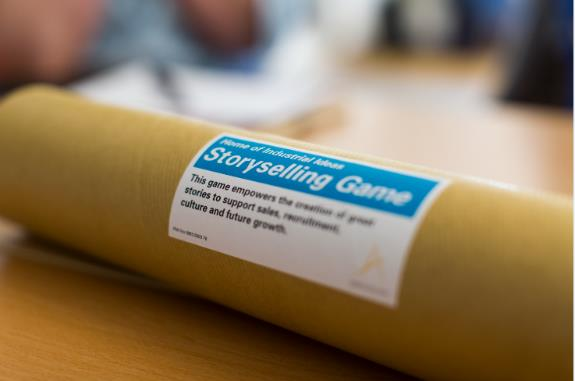 Home of Industrial Ideas
Storyselling Game
This game empowers the creation of great
stories to support sales, recruitment,
culture and future growth.